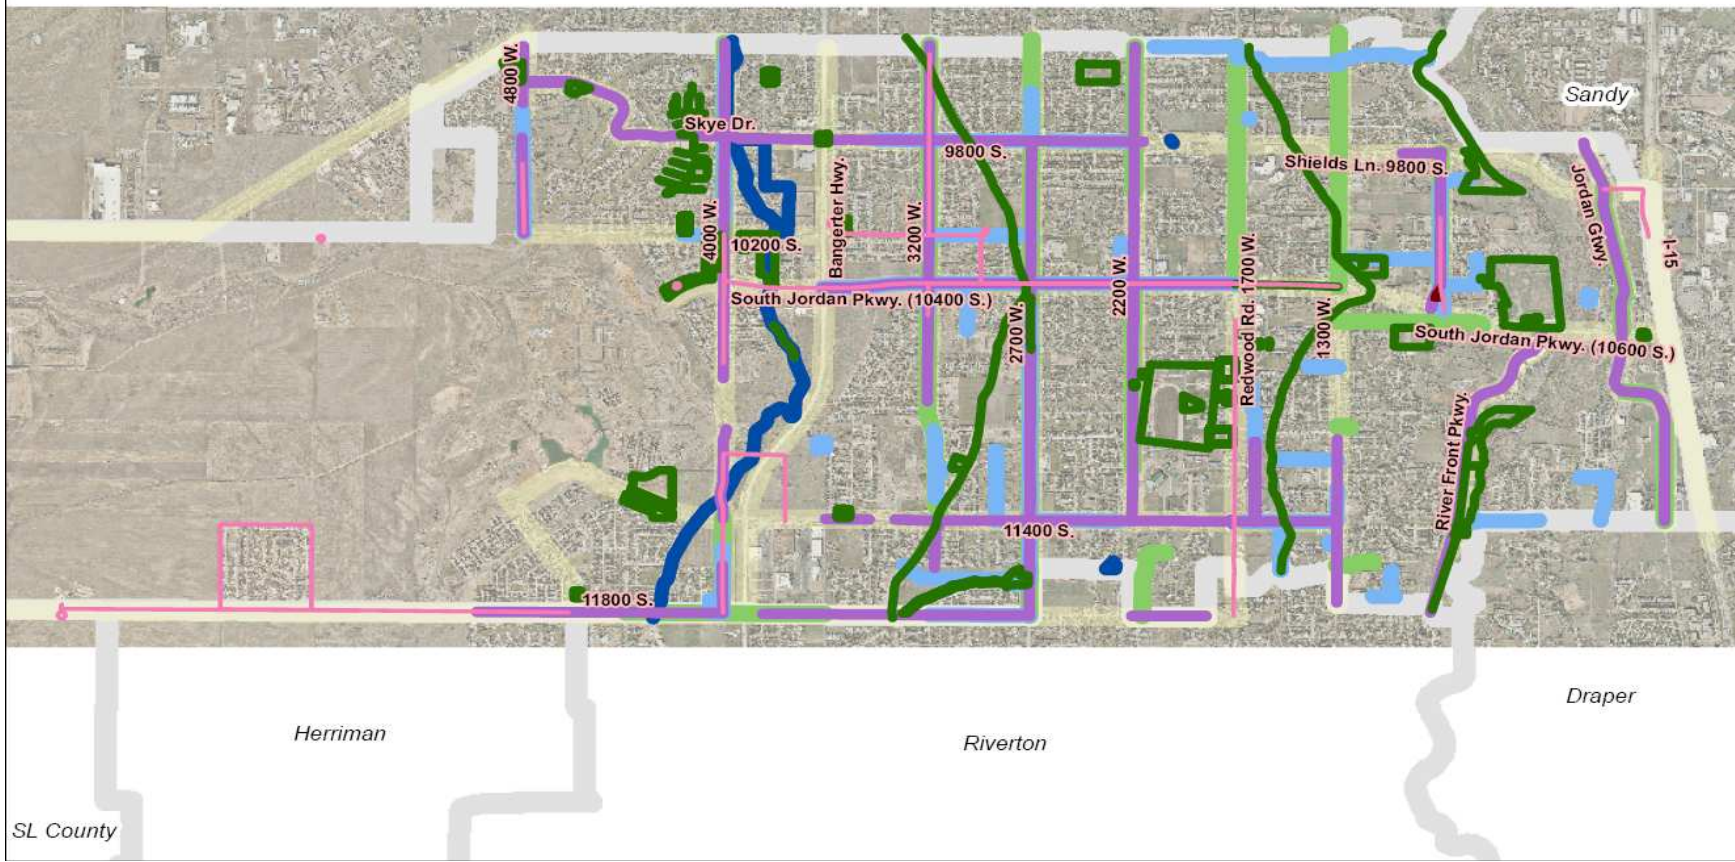 Sandy
4800 W.
Skye Dr.
9800 S.
Shields Ln. 9800 S.
Jordan Gtwy.
4000 W.
10200 S.
Bangerter Hwy.
3200 W.
2200 W.
Redwood Rd. 1700 W.
I-15
South Jordan Pkwy. (10400 S.)
2700 W.
1300 W.
South Jordan Pkwy. (10600 S.)
River Front Pkwy.
11400 S.
11800 S.
Draper
Herriman
Riverton
SL County